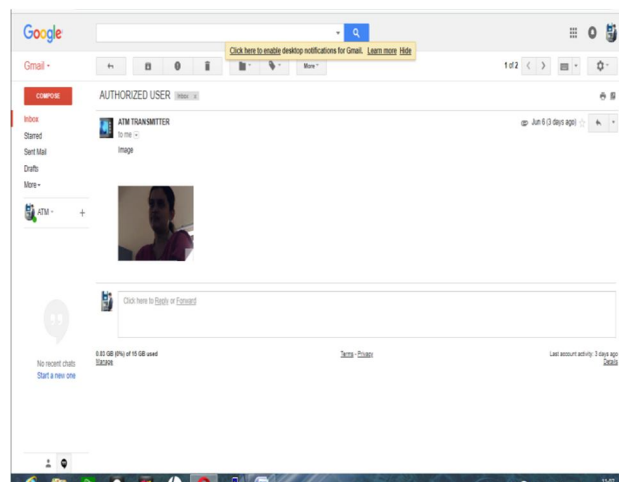 Google
Click here to enable desktop notifications for Gmail. Learn more Hide
Gmail
More
1 of 2
COMPOSE
AUTHORIZED USER
Inbox x
Inbox
Starred
Sent Mail
Drafts
More
ATM TRANSMITTER
Jun 6 (3 days ago)
to me
Image
ATM
+
Click here to Reply or Forward
0.03 GB (0%) of 15 GB used
Manage
Terms - Privacy
Last account activity: 3 days ago
Details
No recent chats
Start a new one
11:07